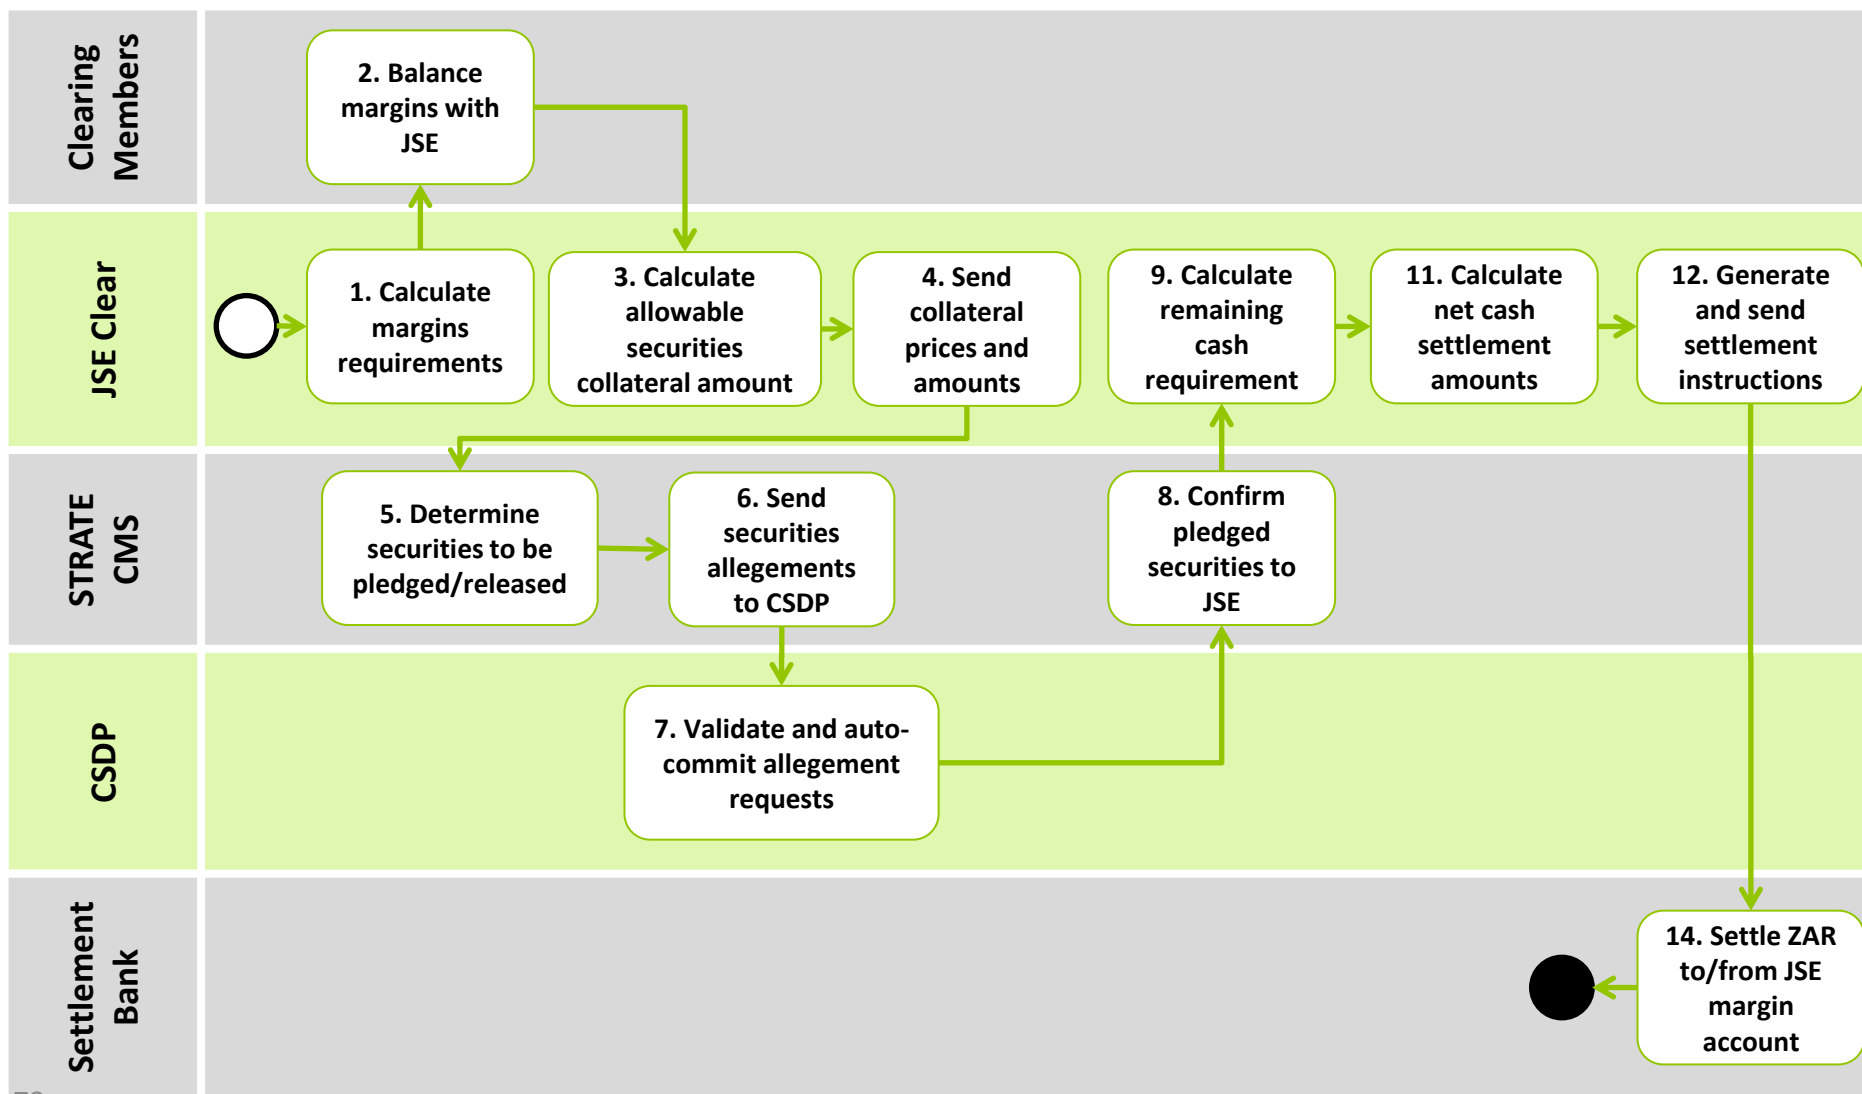 Clearing
Members
2. Balance
margins with
JSE
JSE Clear
1. Calculate
margins
requirements
3. Calculate
allowable
securities
collateral amount
4. Send
collateral
prices and
amounts
9. Calculate
remaining
cash
requirement
11. Calculate
net cash
settlement
amounts
12. Generate
and send
settlement
instructions
STRATE
CMS
5. Determine
securities to be
pledged/released
6. Send
securities
allegements
to CSDP
8. Confirm
pledged
securities to
JSE
CSDP
7. Validate and auto-
commit allegement
requests
Settlement
Bank
14. Settle ZAR
to/from JSE
margin
account